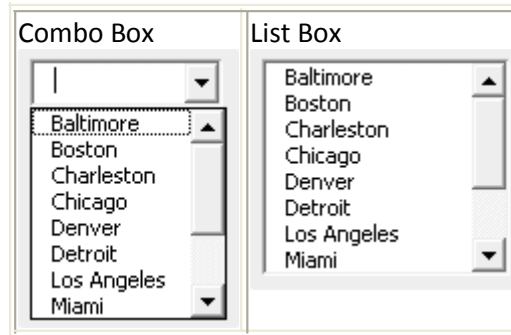 Combo Box
List Box
Baltimore
Boston
Charleston
Chicago
Denver
Detroit
Los Angeles
Miami
Baltimore
Boston
Charleston
Chicago
Denver
Detroit
Los Angeles
Miami